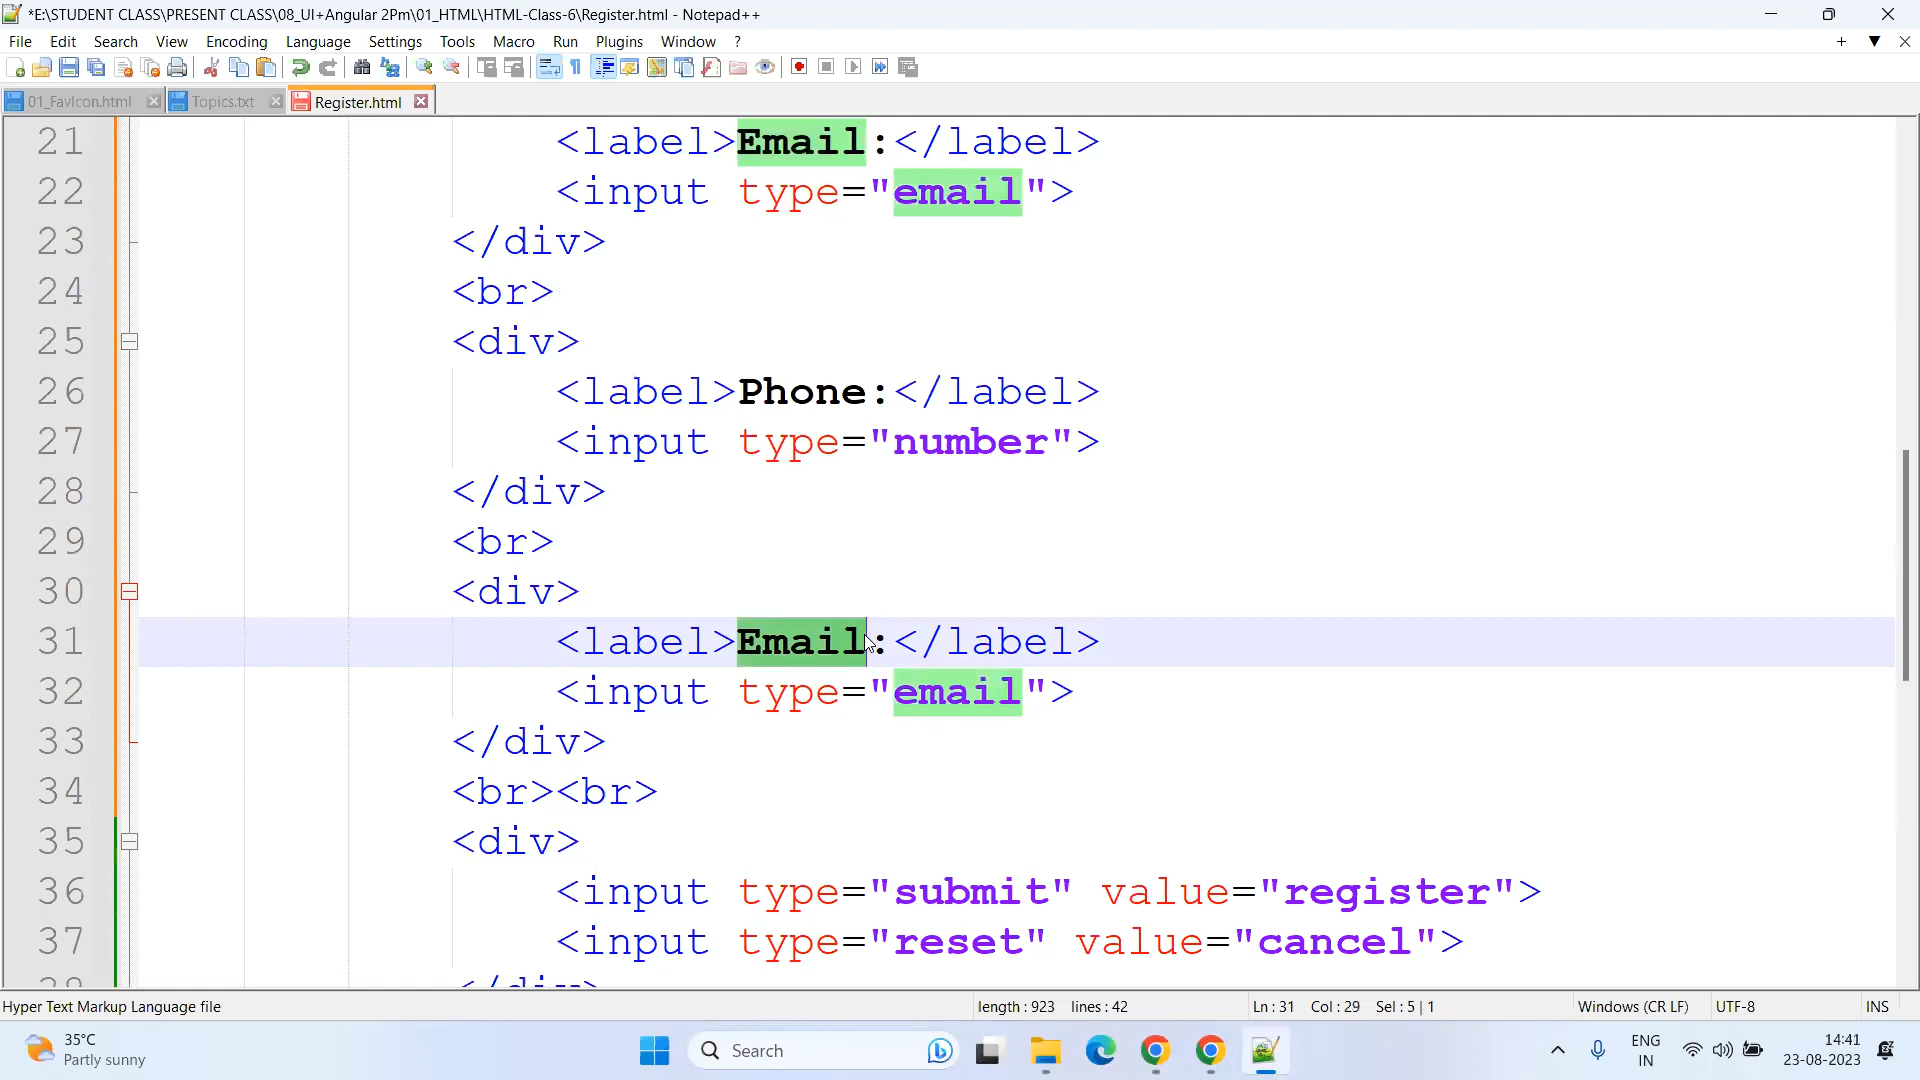 *E:\STUDENT CLASS\PRESENT CLASS\08_UI+Angular 2Pm\01_HTML\HTML-Class-6\Register.html - Notepad++
File Edit Search View Encoding Language Settings Tools Macro Run Plugins Window ?
01_FavIcon.html Topics.txt Register.html
21 <label>Email:</label>
22 <input type="email">
23 </div>
24 <br>
25 <div>
26 <label>Phone:</label>
27 <input type="number">
28 </div>
29 <br>
30 <div>
31 <label>Email:</label>
32 <input type="email">
33 </div>
34 <br><br>
35 <div>
36 <input type="submit" value="register">
37 <input type="reset" value="cancel">
38 </div>
Hyper Text Markup Language file length : 923 lines : 42 Ln : 31 Col : 29 Sel : 5 | 1 Windows (CR LF) UTF-8 INS
35°C
Partly sunny
Search
ENG
IN
14:41
23-08-2023